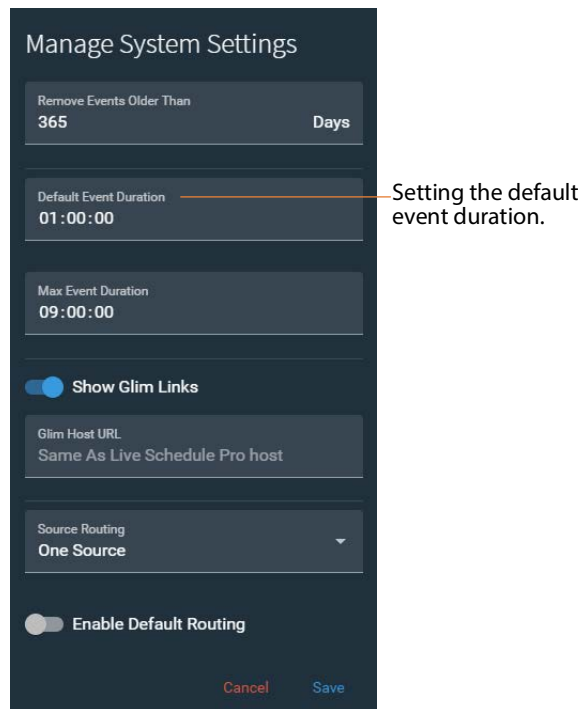 Manage System Settings
Remove Events Older Than
365 Days
Default Event Duration
01:00:00
Setting the default
event duration.
Max Event Duration
09:00:00
Show Glim Links
Glim Host URL
Same As Live Schedule Pro host
Source Routing
One Source
Enable Default Routing
Cancel Save